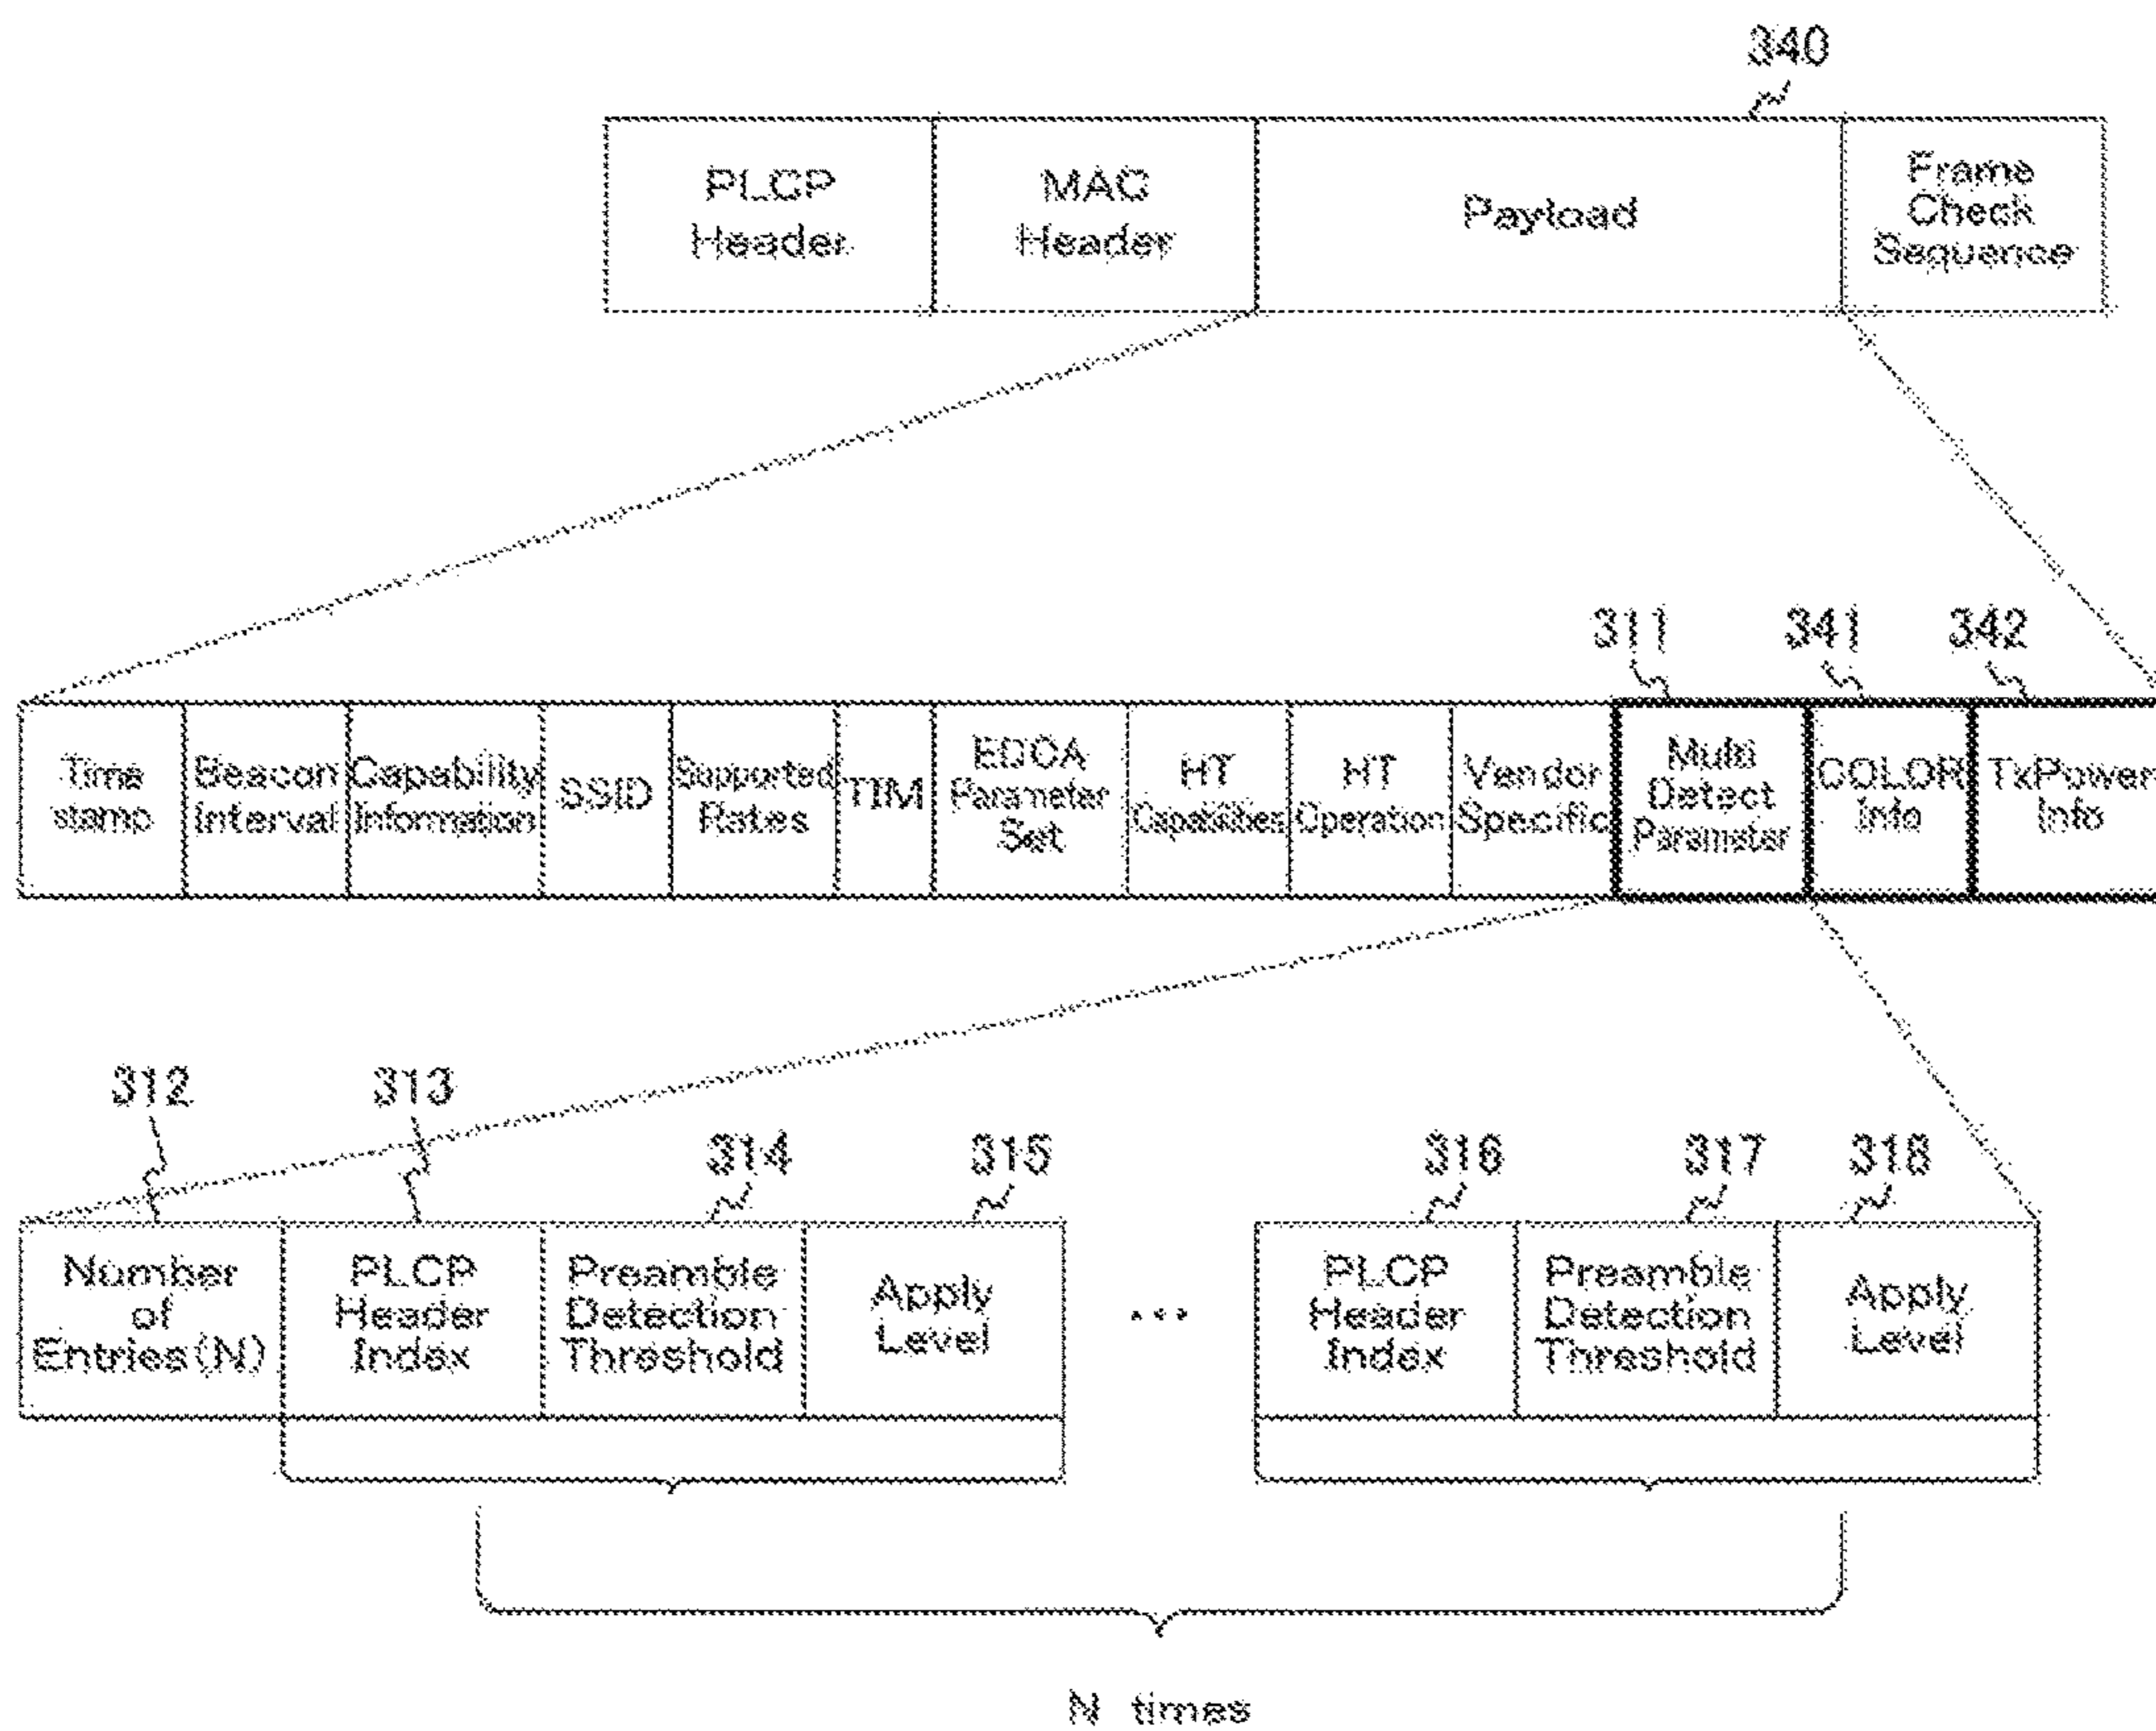 340
PLCP
Header
MAC
Header
Payload
Frame
Check
Sequence
311
341
342
Time
stamp
Beacon
Interval
Capability
Information
SSID
Supported
Rates
TIM
EDCA
Parameter
Set
HT
Capabilities
HT
Operation
Vendor
Specific
Multi
Detect
Parameter
COLOR
Info
TxPower
Info
312
313
314
315
316
317
318
Number
of
Entries(N)
PLCP
Header
Index
Preamble
Detection
Threshold
Apply
Level
...
PLCP
Header
Index
Preamble
Detection
Threshold
Apply
Level
N times